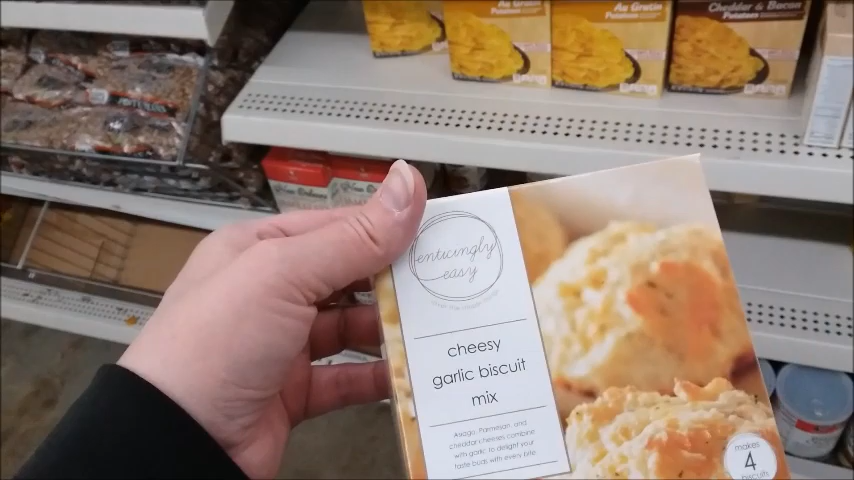 Au Gratin
Potatoes
Au Gratin
Potatoes
Cheddar & Bacon
Potatoes
enticingly
easy
cheesy
garlic biscuit
mix
Asiago, Parmesan, and
cheddar cheeses combine
with garlic to delight your
taste buds with every bite.
makes
4
biscuits